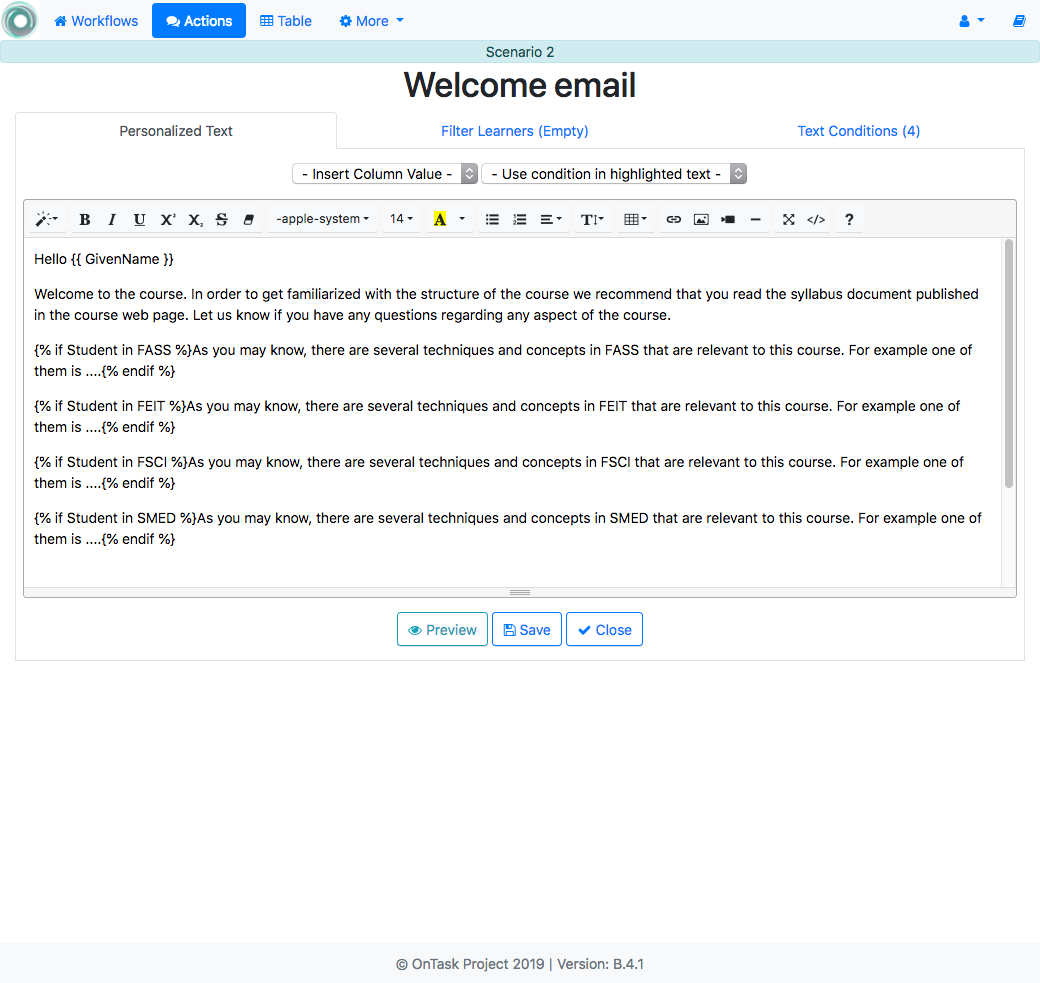 Workflows Actions Table More
Scenario 2
Welcome email
Personalized Text Filter Learners (Empty) Text Conditions (4)
- Insert Column Value - - Use condition in highlighted text -
B I U X² X₂ S -apple-system 14 A T </> ?
Hello {{ GivenName }}
Welcome to the course. In order to get familiarized with the structure of the course we recommend that you read the syllabus document published
in the course web page. Let us know if you have any questions regarding any aspect of the course.
{% if Student in FASS %}As you may know, there are several techniques and concepts in FASS that are relevant to this course. For example one of
them is ....{% endif %}
{% if Student in FEIT %}As you may know, there are several techniques and concepts in FEIT that are relevant to this course. For example one of
them is ....{% endif %}
{% if Student in FSCI %}As you may know, there are several techniques and concepts in FSCI that are relevant to this course. For example one of
them is ....{% endif %}
{% if Student in SMED %}As you may know, there are several techniques and concepts in SMED that are relevant to this course. For example one of
them is ....{% endif %}
Preview Save Close
© OnTask Project 2019 | Version: B.4.1